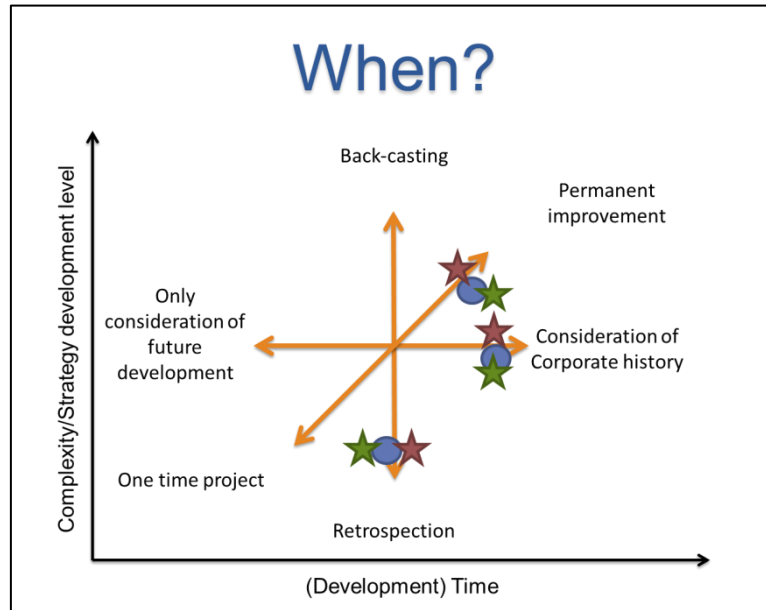 When?
Complexity/Strategy development level
Back-casting
Permanent
improvement
Only
consideration of
future
development
Consideration of
Corporate history
One time project
Retrospection
(Development) Time